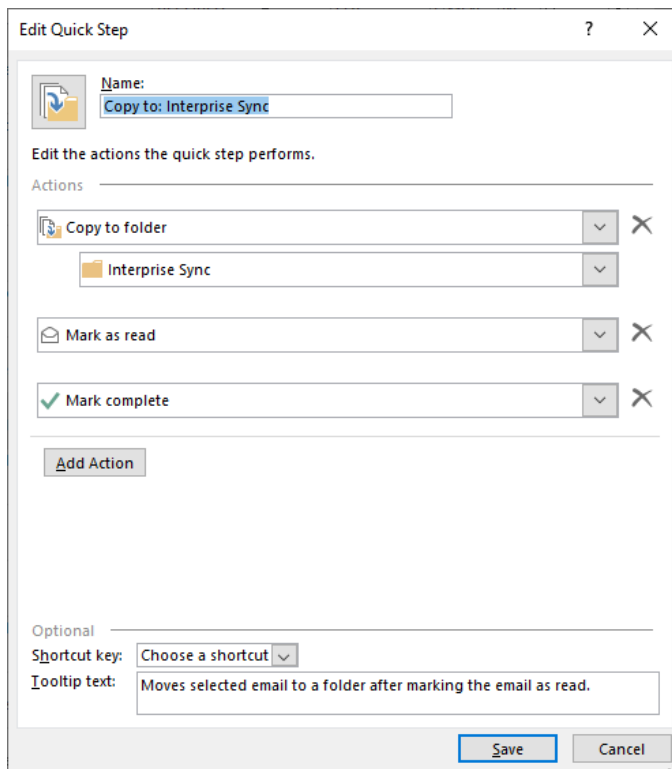 Edit Quick Step
?
Name:
Copy to: Interprise Sync
Edit the actions the quick step performs.
Actions
Copy to folder
Interprise Sync
Mark as read
Mark complete
Add Action
Optional
Shortcut key: Choose a shortcut
Tooltip text: Moves selected email to a folder after marking the email as read.
Save Cancel